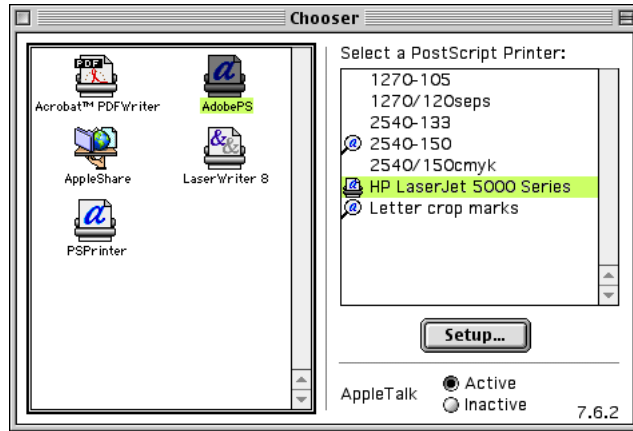 Chooser
Acrobat™ PDFWriter
AdobePS
AppleShare
LaserWriter 8
PSPrinter
Select a PostScript Printer:
1270-105
1270/120seps
2540-133
2540-150
2540/150cmyk
HP LaserJet 5000 Series
Letter crop marks
Setup...
AppleTalk
Active
Inactive
7.6.2